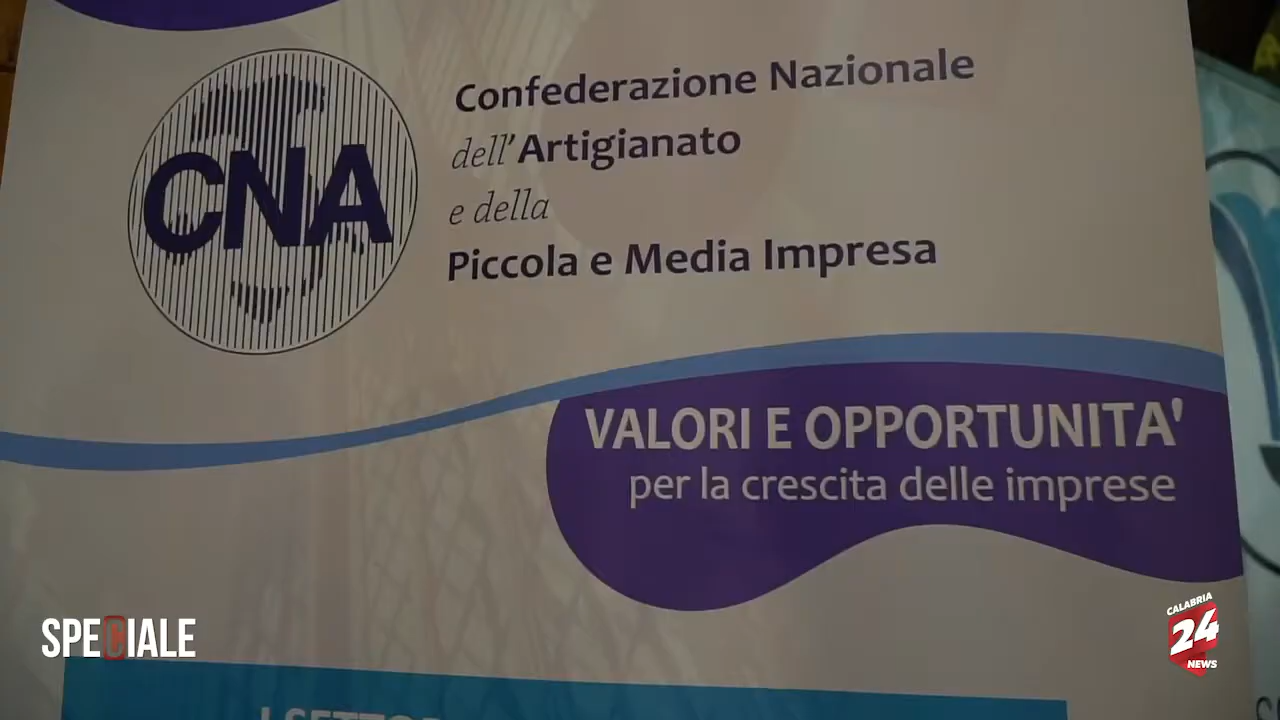 CNA
Confederazione Nazionale
dell'Artigianato
e della
Piccola e Media Impresa
VALORI E OPPORTUNITA'
per la crescita delle imprese
SPECIALE
CALABRIA
24
NEWS